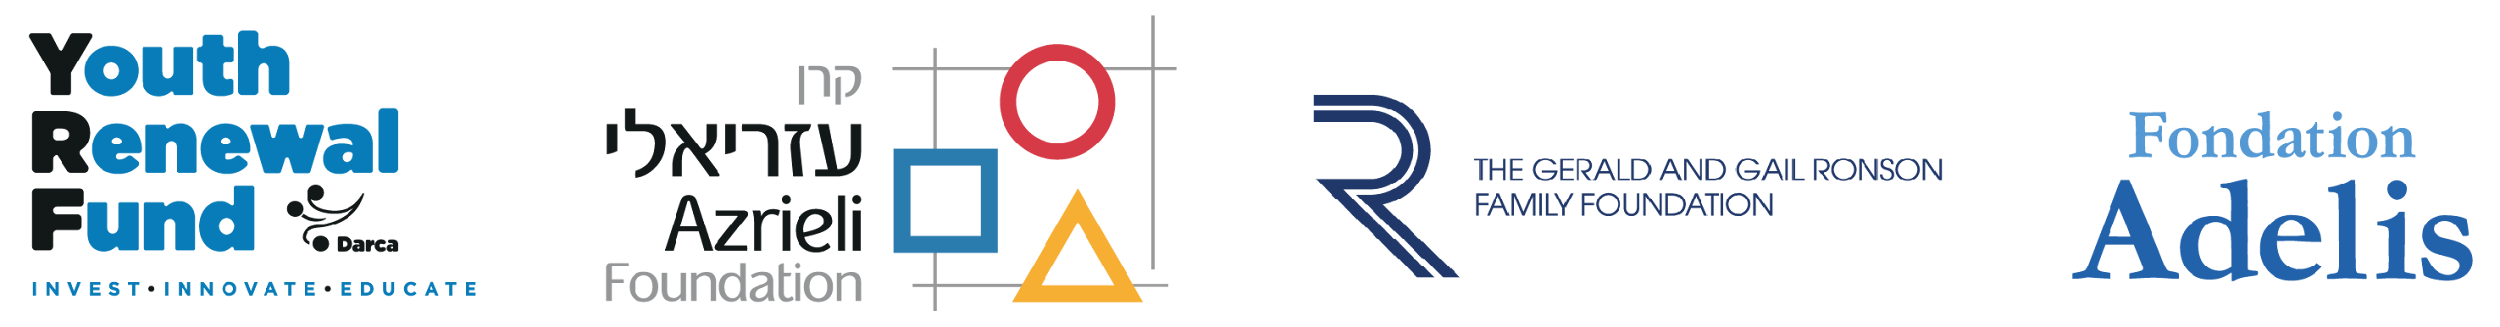 Youth
Renewal
Fund
Darca
INVEST • INNOVATE • EDUCATE
קרן
עזריאלי
Azrieli
Foundation
THE GERALD AND GAIL RONSON
FAMILY FOUNDATION
Fondation
Adelis